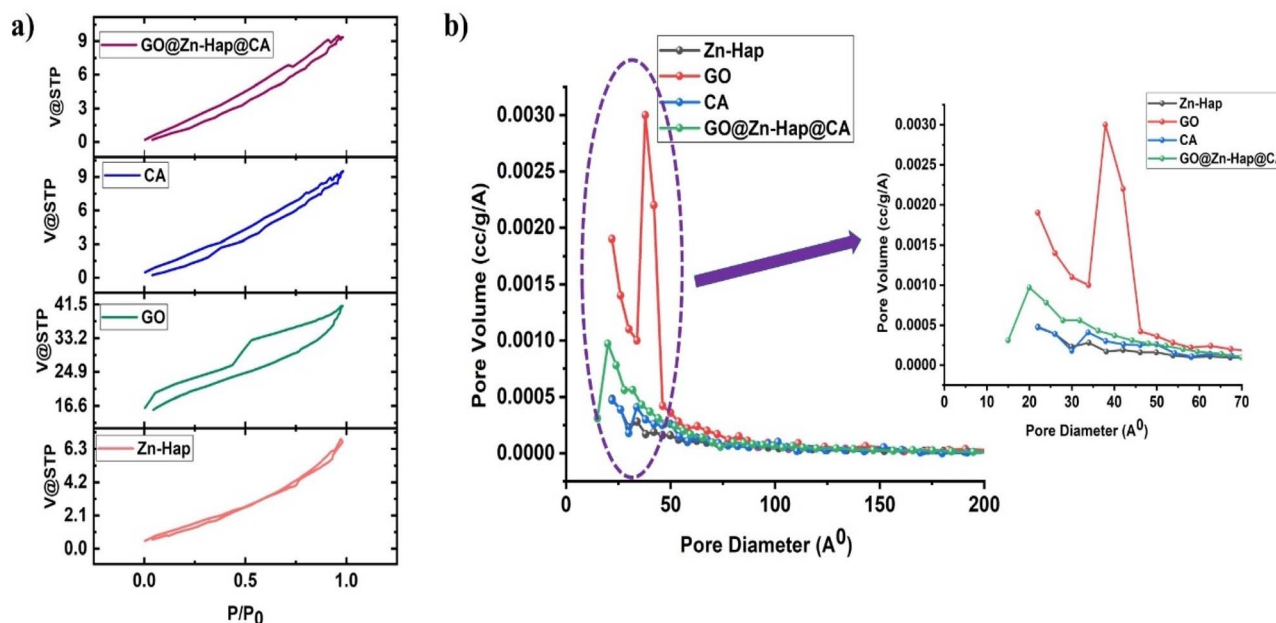 a)
GO@Zn-Hap@CA
9
6
3
0
V@STP
CA
9
6
3
0
V@STP
GO
41.5
33.2
24.9
16.6
V@STP
Zn-Hap
6.3
4.2
2.1
0.0
V@STP
0.0 0.5 1.0
P/P0
b)
Zn-Hap
GO
CA
GO@Zn-Hap@CA
0.0030
0.0025
0.0020
0.0015
0.0010
0.0005
0.0000
Pore Volume (cc/g/A)
0 50 100 150 200
Pore Diameter (A0)
Zn-Hap
GO
CA
GO@Zn-Hap@CA
0.0030
0.0025
0.0020
0.0015
0.0010
0.0005
0.0000
Pore Volume (cc/g/A)
0 10 20 30 40 50 60 70
Pore Diameter (A0)